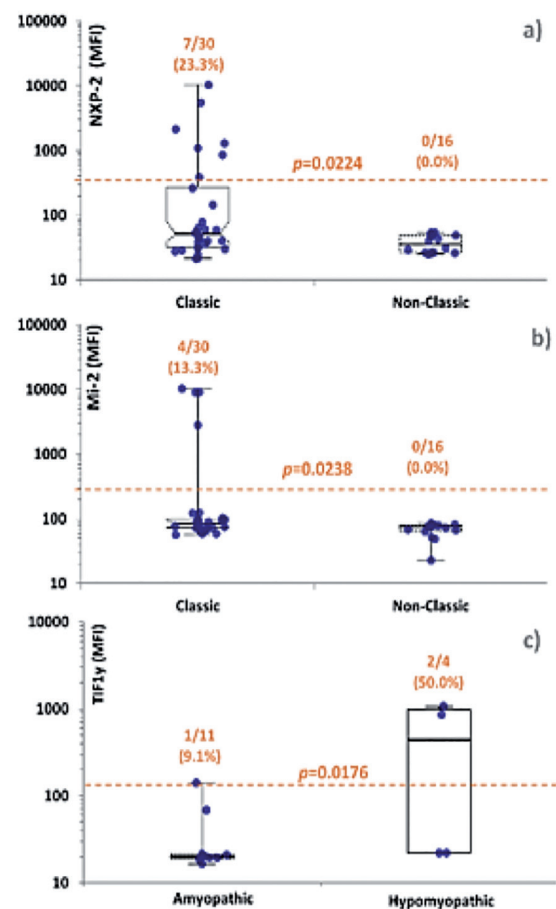 a)
NXP-2 (MFI)
100000
10000
1000
100
10
7/30
(23.3%)
0/16
(0.0%)
p=0.0224
Classic
Non-Classic
b)
Mi-2 (MFI)
100000
10000
1000
100
10
4/30
(13.3%)
0/16
(0.0%)
p=0.0238
Classic
Non-Classic
c)
TIF1y (MFI)
10000
1000
100
10
1/11
(9.1%)
2/4
(50.0%)
p=0.0176
Amyopathic
Hypomyopathic